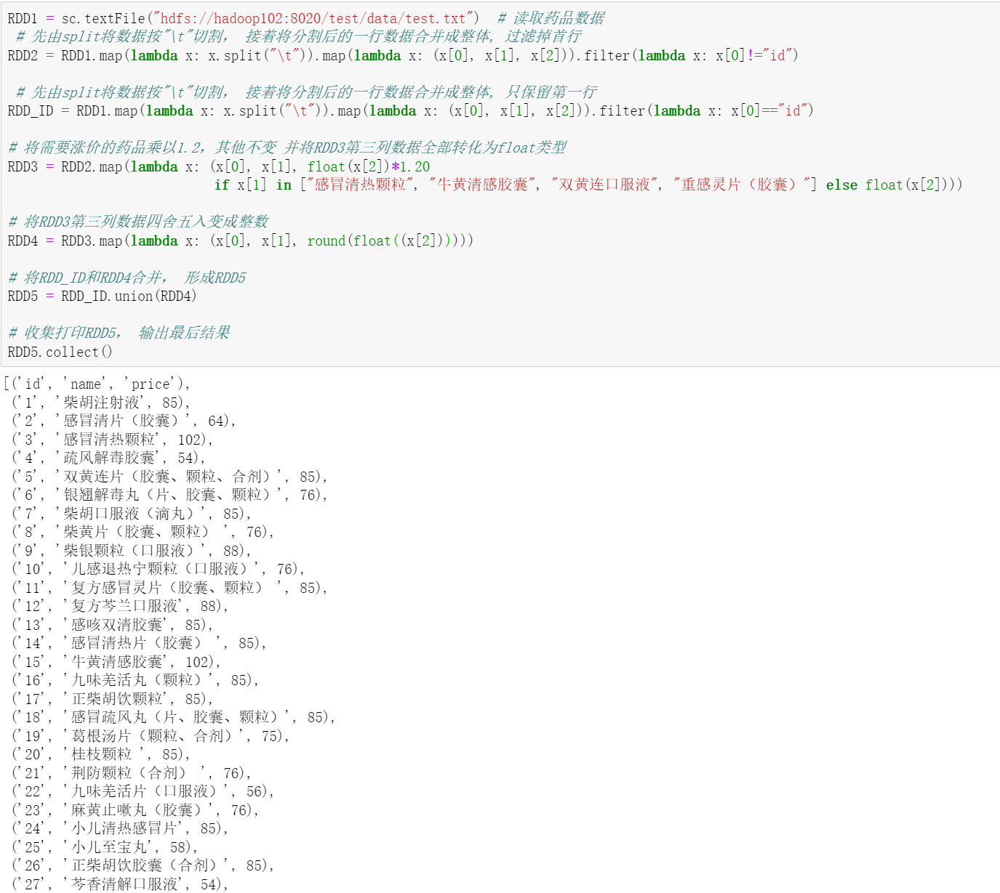 RDD1 = sc.textFile("hdfs://hadoop102:8020/test/data/test.txt")  # 读取药品数据
# 先由split将数据按"\t"切割， 接着将分割后的一行数据合并成整体, 过滤掉首行
RDD2 = RDD1.map(lambda x: x.split("\t")).map(lambda x: (x[0], x[1], x[2])).filter(lambda x: x[0]!="id")
# 先由split将数据按"\t"切割， 接着将分割后的一行数据合并成整体, 只保留第一行
RDD_ID = RDD1.map(lambda x: x.split("\t")).map(lambda x: (x[0], x[1], x[2])).filter(lambda x: x[0]=="id")
# 将需要涨价的药品乘以1.2，其他不变 并将RDD3第三列数据全部转化为float类型
RDD3 = RDD2.map(lambda x: (x[0], x[1], float(x[2])*1.20
if x[1] in ["感冒清热颗粒", "牛黄清感胶囊", "双黄连口服液", "重感灵片（胶囊）"] else float(x[2])))
# 将RDD3第三列数据四舍五入变成整数
RDD4 = RDD3.map(lambda x: (x[0], x[1], round(float((x[2])))))
# 将RDD_ID和RDD4合并， 形成RDD5
RDD5 = RDD_ID.union(RDD4)
# 收集打印RDD5， 输出最后结果
RDD5.collect()
[('id', 'name', 'price'),
('1', '柴胡注射液', 85),
('2', '感冒清片（胶囊）', 64),
('3', '感冒清热颗粒', 102),
('4', '疏风解毒胶囊', 54),
('5', '双黄连片（胶囊、颗粒、合剂）', 85),
('6', '银翘解毒丸（片、胶囊、颗粒）', 76),
('7', '柴胡口服液（滴丸）', 85),
('8', '柴黄片（胶囊、颗粒） ', 76),
('9', '柴银颗粒（口服液）', 88),
('10', '儿感退热宁颗粒（口服液）', 76),
('11', '复方感冒灵片（胶囊、颗粒） ', 85),
('12', '复方芩兰口服液', 88),
('13', '感咳双清胶囊', 85),
('14', '感冒清热片（胶囊） ', 85),
('15', '牛黄清感胶囊', 102),
('16', '九味羌活丸（颗粒）', 85),
('17', '正柴胡饮颗粒', 85),
('18', '感冒疏风丸（片、胶囊、颗粒）', 85),
('19', '葛根汤片（颗粒、合剂）', 75),
('20', '桂枝颗粒 ', 85),
('21', '荆防颗粒（合剂） ', 76),
('22', '九味羌活片（口服液）', 56),
('23', '麻黄止嗽丸（胶囊）', 76),
('24', '小儿清热感冒片', 85),
('25', '小儿至宝丸', 58),
('26', '正柴胡饮胶囊（合剂）', 85),
('27', '芩香清解口服液', 54),